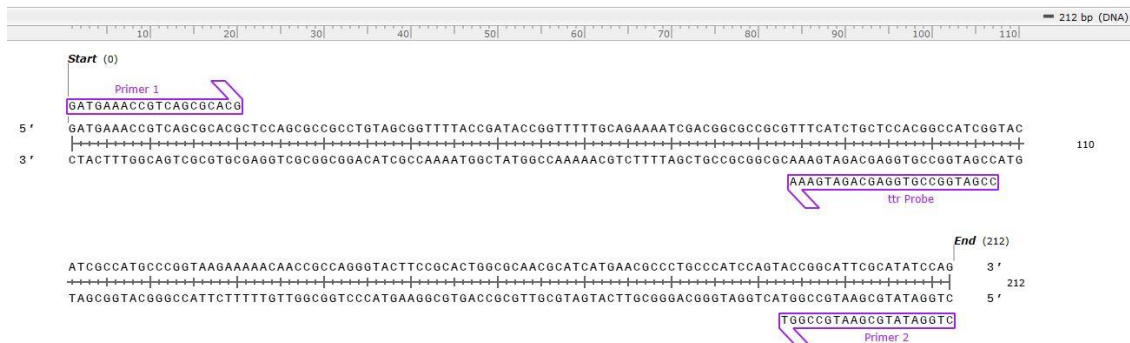 212 bp (DNA)
10 20 30 40 50 60 70 80 90 100 110
Start (0)
Primer 1
GATGAAACCGTCAGCGCACG
5' GATGAAACCGTCAGCGCACGCTCCAGCGCCGCCTGTAGCGGTTTTACCGATACCGGTTTTTGCAGAAAATCGACGGCGCCGCGTTTCATCTGCTCCACGGCCATCGGTAC
110
3' CTACTTTGGCAGTCGCGTGCGAGGTCGCGGCGGACATCGCCAAAATGGCTATGGCCAAAAACGTCTTTTAGCTGCCGCGGCGCAAAGTAGACGAGGTGCCGGTAGCCATG
AAAGTAGACGAGGTGCCGGTAGCC
ttr Probe
End (212)
ATCGCCATGCCCGGTAAGAAAAACAACCGCCAGGGTACTTCCGCACTGGCGCAACGCATCATGAACGCCCTGCCCATCCAGTACCGGCATTCGCATATCCAG 3'
212
TAGCGGTACGGGCCATTCTTTTTGTTGGCGGTCCCATGAAGGCGTGACCGCGTTGCGTAGTACTTGCGGGACGGGTAGGTCATGGCCGTAAGCGTATAGGTC 5'
TGGCCGTAAGCGTATAGGTC
Primer 2